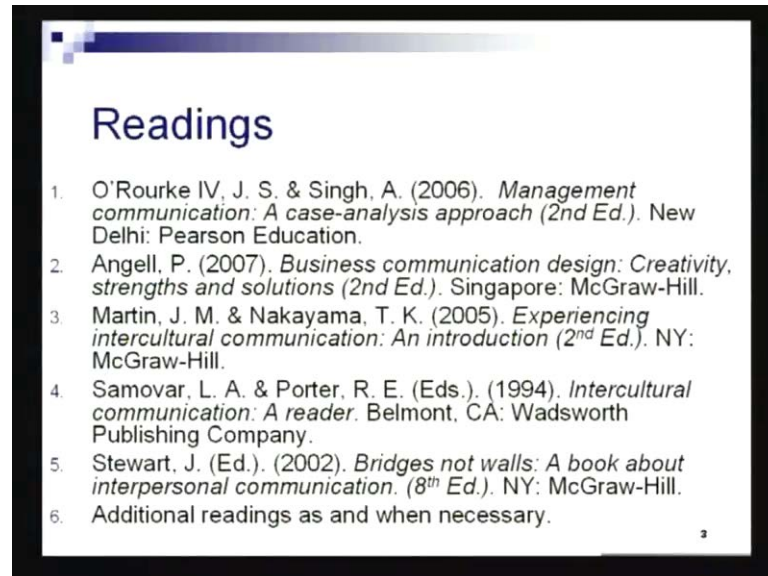 Readings
1. O'Rourke IV, J. S. & Singh, A. (2006). Management
communication: A case-analysis approach (2nd Ed.). New
Delhi: Pearson Education.
2. Angell, P. (2007). Business communication design: Creativity,
strengths and solutions (2nd Ed.). Singapore: McGraw-Hill.
3. Martin, J. M. & Nakayama, T. K. (2005). Experiencing
intercultural communication: An introduction (2nd Ed.). NY:
McGraw-Hill.
4. Samovar, L. A. & Porter, R. E. (Eds.). (1994). Intercultural
communication: A reader. Belmont, CA: Wadsworth
Publishing Company.
5. Stewart, J. (Ed.). (2002). Bridges not walls: A book about
interpersonal communication. (8th Ed.). NY: McGraw-Hill.
6. Additional readings as and when necessary.
3